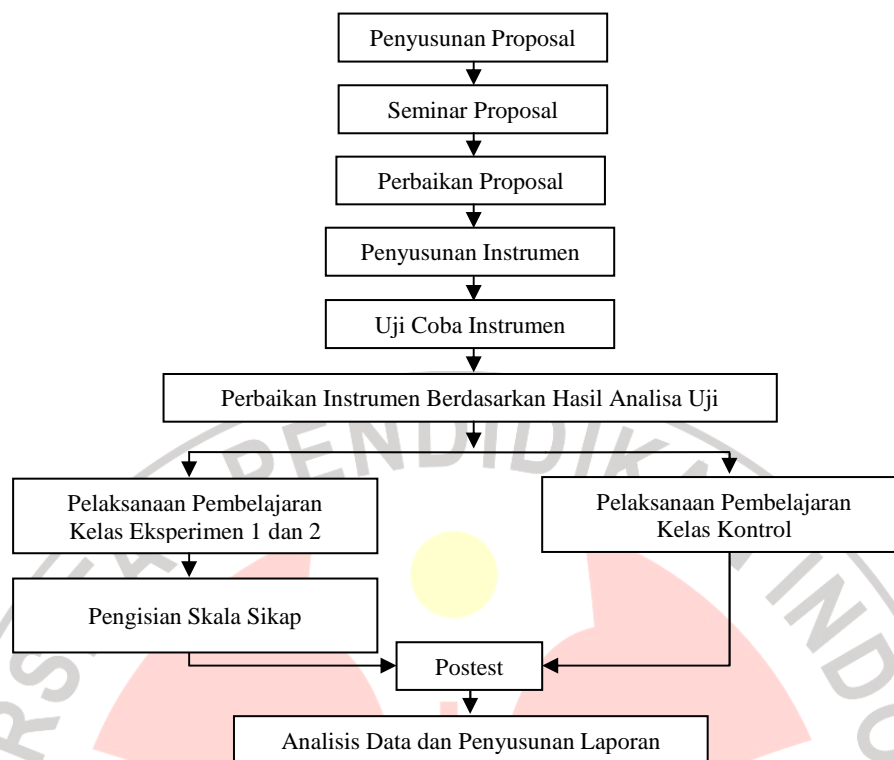 Penyusunan Proposal
Seminar Proposal
Perbaikan Proposal
Penyusunan Instrumen
Uji Coba Instrumen
Perbaikan Instrumen Berdasarkan Hasil Analisa Uji
Pelaksanaan Pembelajaran
Kelas Eksperimen 1 dan 2
Pelaksanaan Pembelajaran
Kelas Kontrol
Pengisian Skala Sikap
Postest
Analisis Data dan Penyusunan Laporan